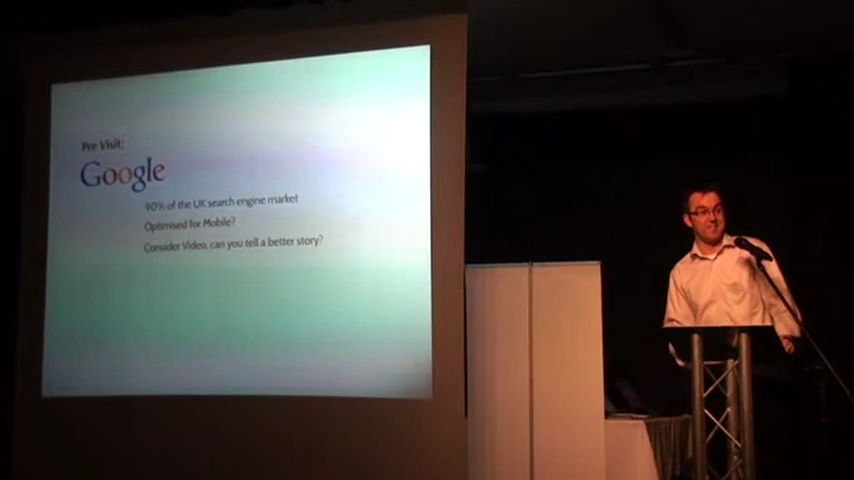 Pre Visit:
Google
90% of the UK search engine market
Optimised for Mobile?
Consider Video, can you tell a better story?